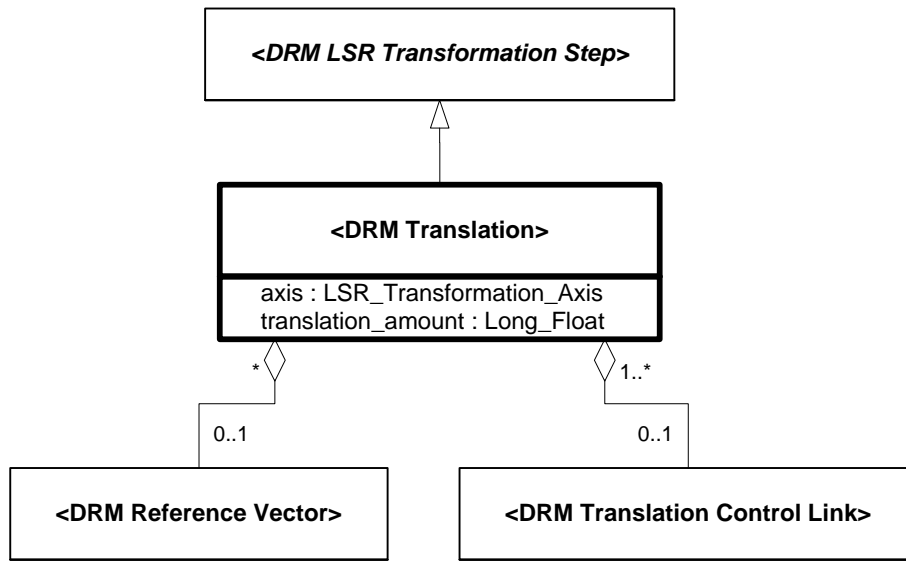 <DRM LSR Transformation Step>
<DRM Translation>
axis : LSR_Transformation_Axis
translation_amount : Long_Float
* 1..*
0..1 0..1
<DRM Reference Vector> <DRM Translation Control Link>